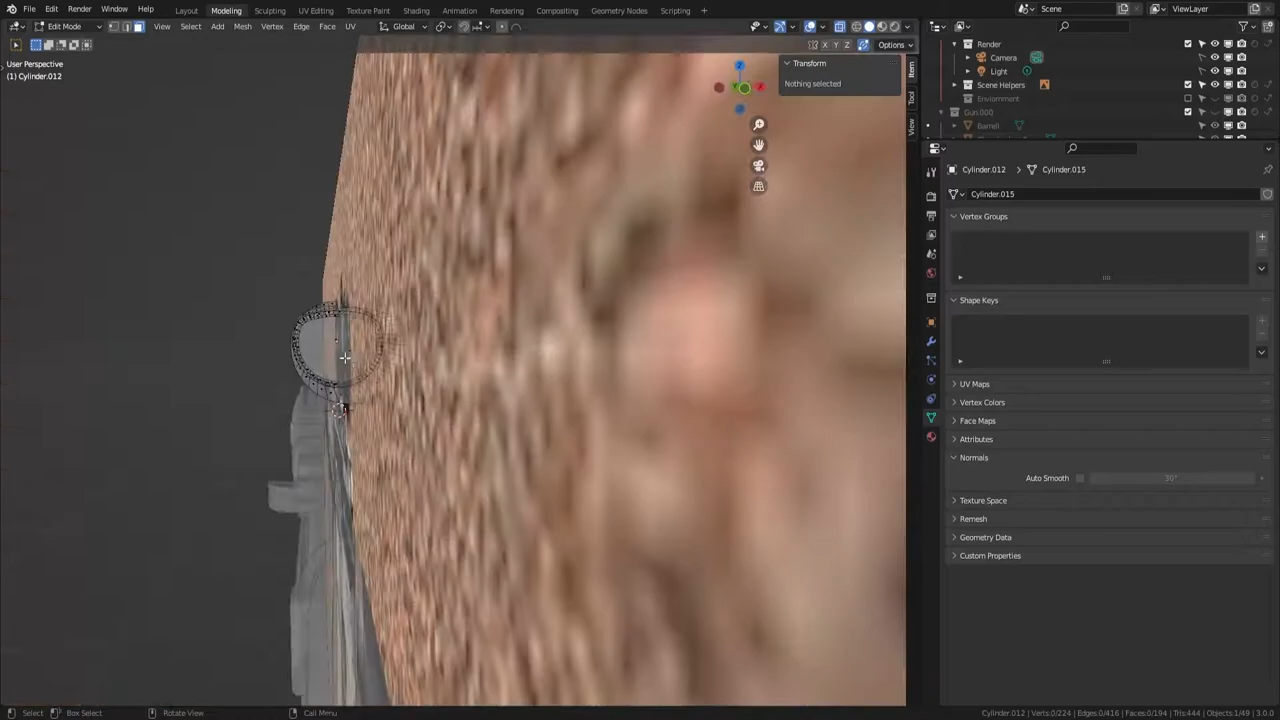 File Edit Render Window Help Layout Modeling Sculpting UV Editing Texture Paint Shading Animation Rendering Compositing Geometry Nodes Scripting + Scene ViewLayer
Edit Mode View Select Add Mesh Vertex Edge Face UV Global
X Y Z Options
User Perspective
(1) Cylinder.012
Transform
Nothing selected
Z
Y X
Item
Tool
View
Render
Camera
Light
Scene Helpers
Enviornment
Gun.000
Barrell
Cylinder.012 Cylinder.015
Cylinder.015
Vertex Groups
Shape Keys
UV Maps
Vertex Colors
Face Maps
Attributes
Normals
Auto Smooth 30°
Texture Space
Remesh
Geometry Data
Custom Properties
Select Box Select Rotate View Call Menu Cylinder.012 | Verts:0/224 | Edges:0/416 | Faces:0/194 | Tris:444 | Objects:1/49 | 3.0.0